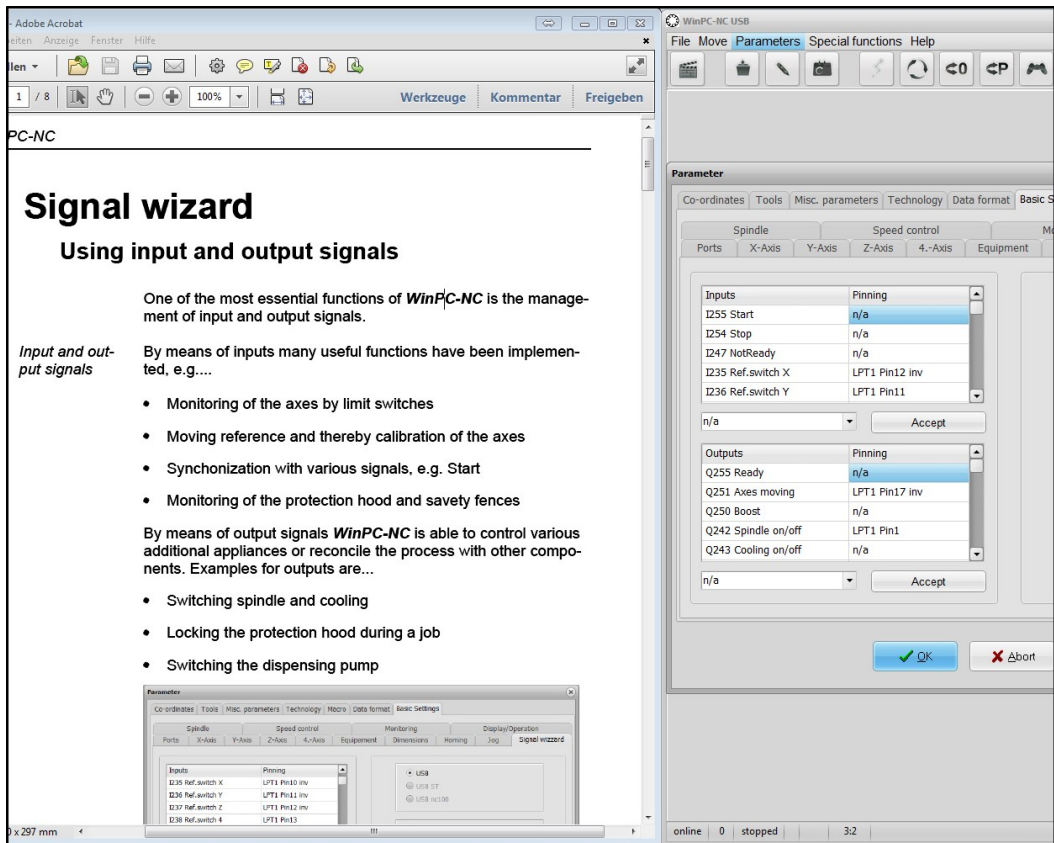 - Adobe Acrobat
eiten Anzeige Fenster Hilfe
llen
1 / 8 100% Werkzeuge Kommentar Freigeben
PC-NC
Signal wizard
Using input and output signals
One of the most essential functions of WinPC-NC is the manage-
ment of input and output signals.
Input and out-
put signals
By means of inputs many useful functions have been implemen-
ted, e.g....
• Monitoring of the axes by limit switches
• Moving reference and thereby calibration of the axes
• Synchonization with various signals, e.g. Start
• Monitoring of the protection hood and savety fences
By means of output signals WinPC-NC is able to control various
additional appliances or reconcile the process with other compo-
nents. Examples for outputs are...
• Switching spindle and cooling
• Locking the protection hood during a job
• Switching the dispensing pump
Parameter
Co-ordinates Tools Misc. parameters Technology Macro Data format Basic Settings
Spindle Speed control Monitoring Display/Operation
Ports X-Axis Y-Axis Z-Axis 4.-Axis Equipement Dimensions Homing Jog Signal wizzard
Inputs Pinning
I235 Ref.switch X LPT1 Pin10 inv
I236 Ref.switch Y LPT1 Pin11 inv
I237 Ref.switch Z LPT1 Pin12 inv
I238 Ref.switch 4 LPT1 Pin13
USB
USB ST
USB nc100
0 x 297 mm
WinPC-NC USB
File Move Parameters Special functions Help
C
0 P
Parameter
Co-ordinates Tools Misc. parameters Technology Data format Basic S
Spindle Speed control Mo
Ports X-Axis Y-Axis Z-Axis 4.-Axis Equipment
Inputs Pinning
I255 Start n/a
I254 Stop n/a
I247 NotReady n/a
I235 Ref.switch X LPT1 Pin12 inv
I236 Ref.switch Y LPT1 Pin11
n/a Accept
Outputs Pinning
Q255 Ready n/a
Q251 Axes moving LPT1 Pin17 inv
Q250 Boost n/a
Q242 Spindle on/off LPT1 Pin1
Q243 Cooling on/off n/a
n/a Accept
OK Abort
online 0 stopped 3:2